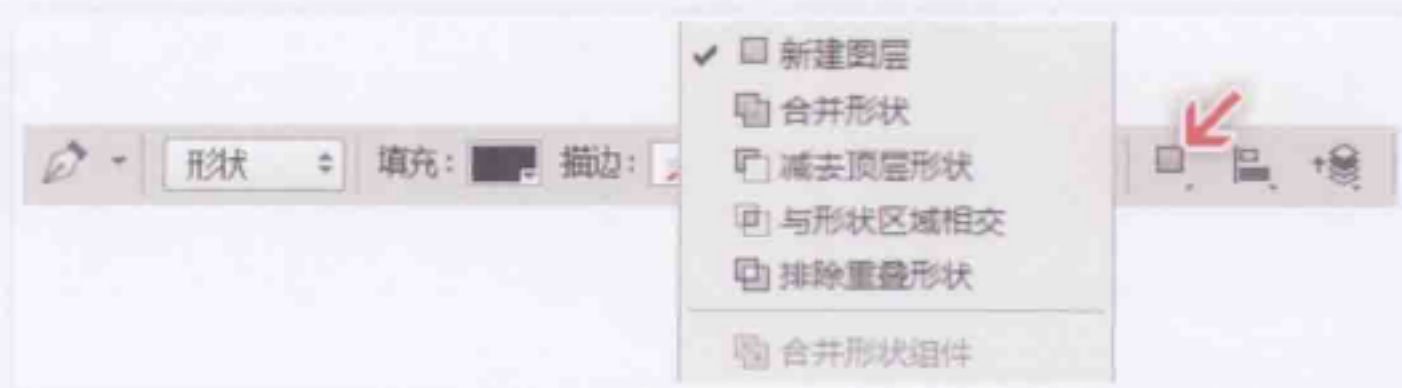 新建图层
合并形状
形状 填充： 描边：
减去顶层形状
与形状区域相交
排除重叠形状
合并形状组件